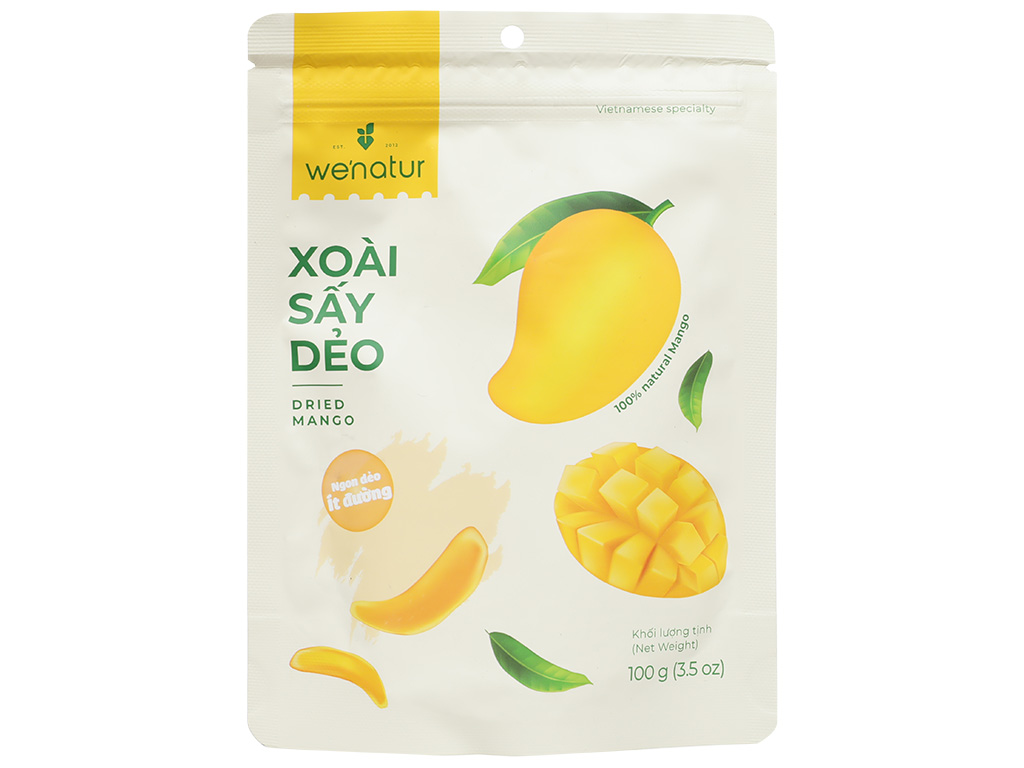 Vietnamese specialty
EST. 2012
we'natur
XOÀI
SẤY
DẺO
DRIED
MANGO
100% natural Mango
Ngon dẻo
ít đường
Khối lượng tịnh
(Net Weight)
100 g (3.5 oz)